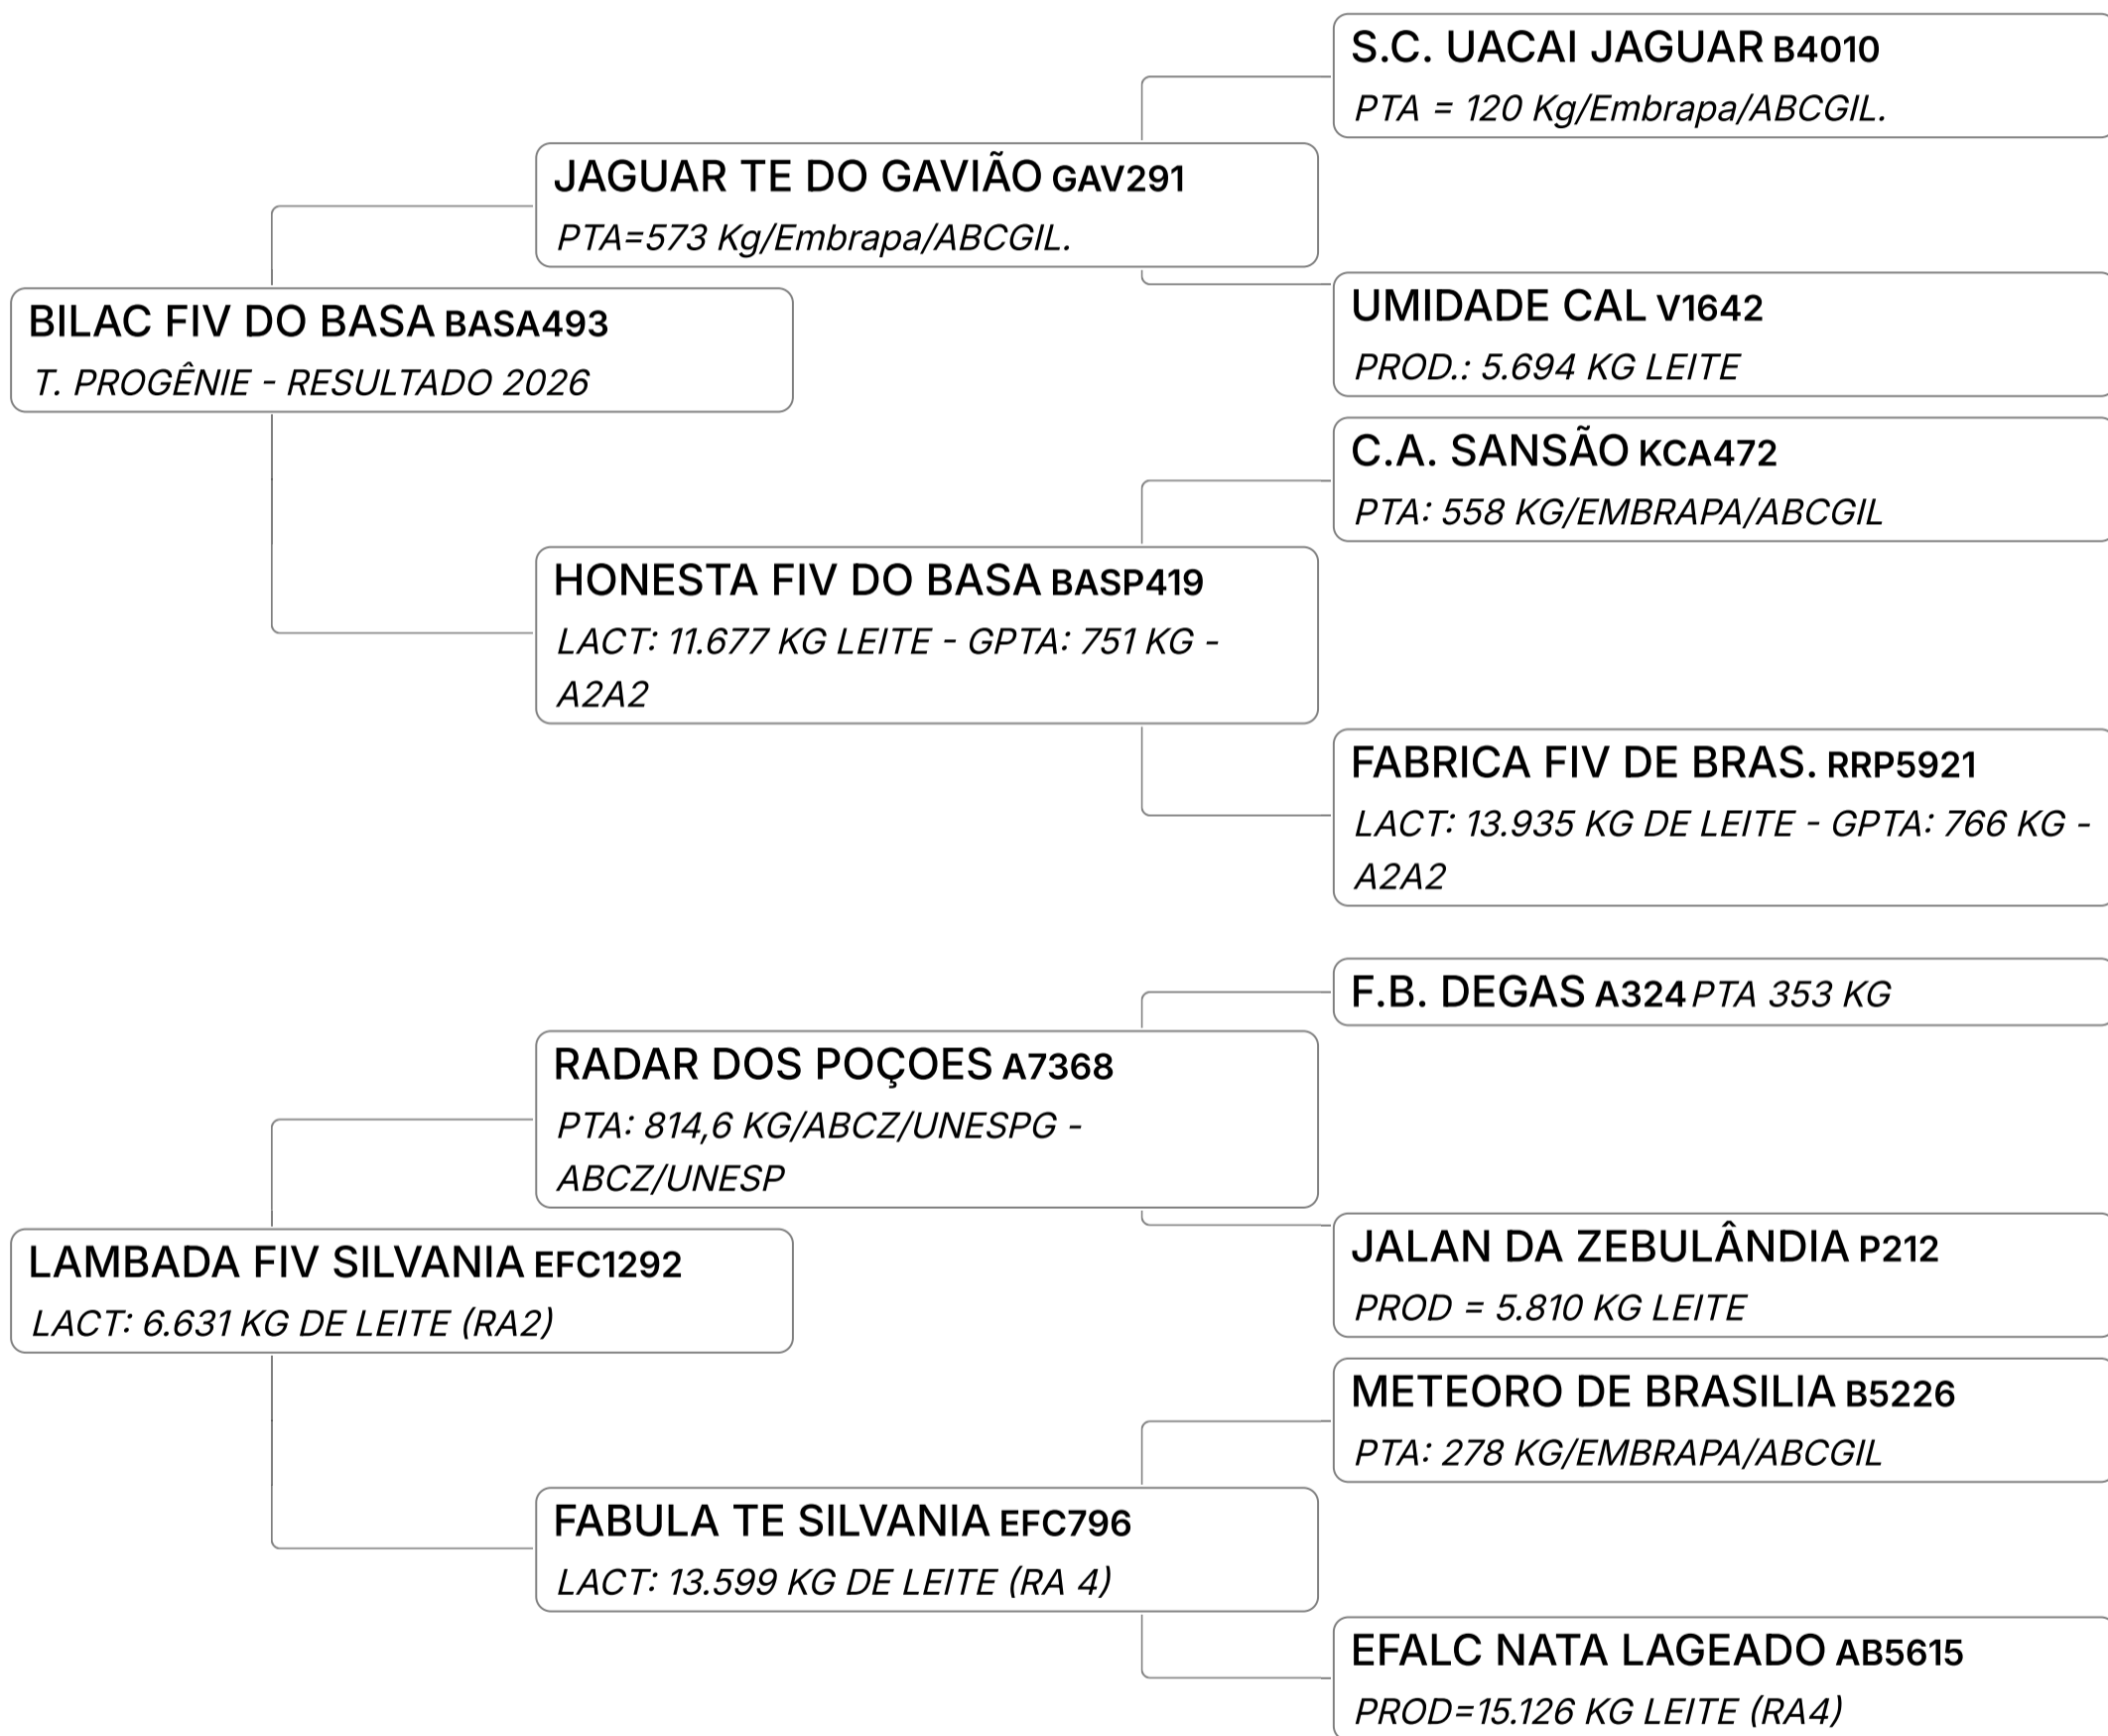 S.C. UACAI JAGUAR B4010
PTA = 120 Kg/Embrapa/ABCGIL.
JAGUAR TE DO GAVIÃO GAV291
PTA=573 Kg/Embrapa/ABCGIL.
UMIDADE CAL V1642
PROD.: 5.694 KG LEITE
BILAC FIV DO BASA BASA493
T. PROGÊNIE - RESULTADO 2026
C.A. SANSÃO KCA472
PTA: 558 KG/EMBRAPA/ABCGIL
HONESTA FIV DO BASA BASP419
LACT: 11.677 KG LEITE - GPTA: 751 KG -
A2A2
FABRICA FIV DE BRAS. RRP5921
LACT: 13.935 KG DE LEITE - GPTA: 766 KG -
A2A2
F.B. DEGAS A324 PTA 353 KG
RADAR DOS POÇOES A7368
PTA: 814,6 KG/ABCZ/UNESPG -
ABCZ/UNESP
JALAN DA ZEBULÂNDIA P212
PROD = 5.810 KG LEITE
LAMBADA FIV SILVANIA EFC1292
LACT: 6.631 KG DE LEITE (RA2)
METEORO DE BRASILIA B5226
PTA: 278 KG/EMBRAPA/ABCGIL
FABULA TE SILVANIA EFC796
LACT: 13.599 KG DE LEITE (RA 4)
EFALC NATA LAGEADO AB5615
PROD=15.126 KG LEITE (RA4)